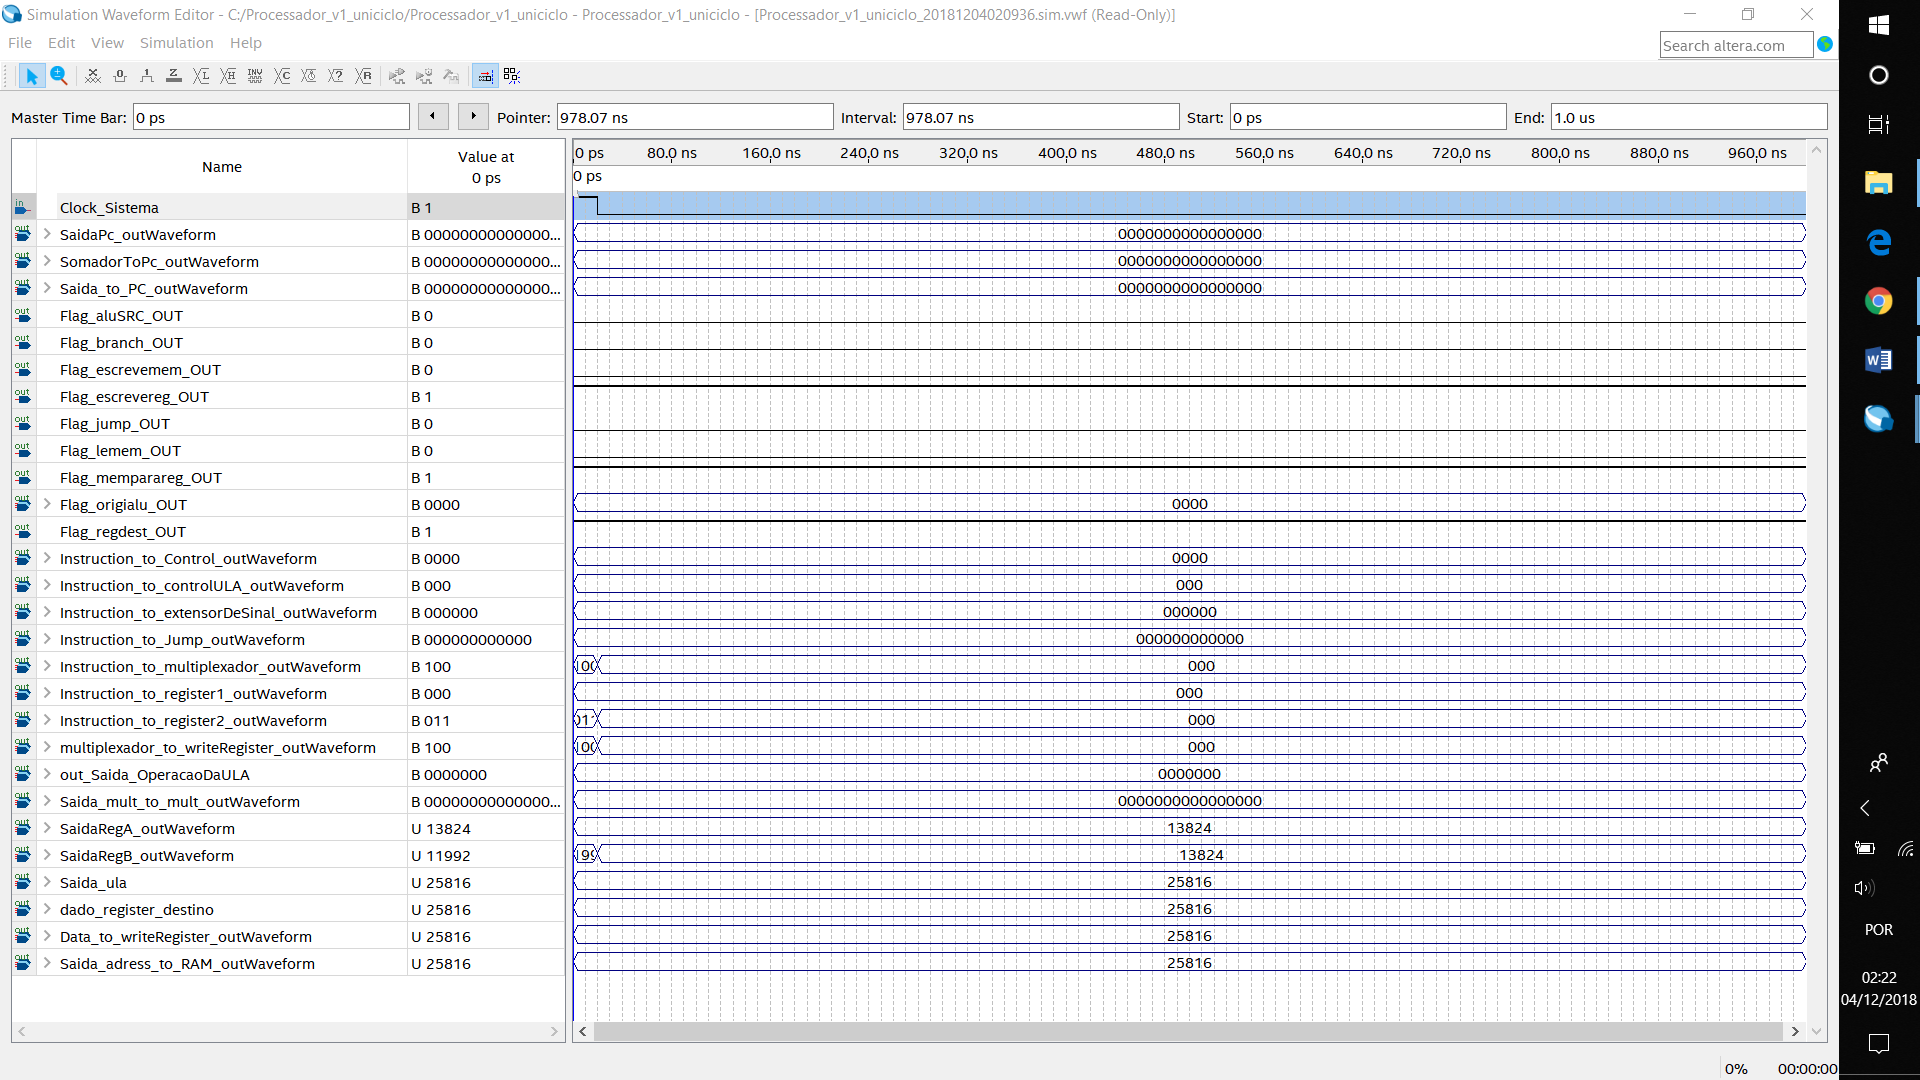 Simulation Waveform Editor - C:/Processador_v1_uniciclo/Processador_v1_uniciclo - Processador_v1_uniciclo - [Processador_v1_uniciclo_20181204020936.sim.vwf (Read-Only)]
File Edit View Simulation Help
Search altera.com
Master Time Bar: 0 ps Pointer: 978.07 ns Interval: 978.07 ns Start: 0 ps End: 1.0 us
Name Value at 0 ps
0 ps 80.0 ns 160.0 ns 240.0 ns 320.0 ns 400.0 ns 480.0 ns 560.0 ns 640.0 ns 720.0 ns 800.0 ns 880.0 ns 960.0 ns
0 ps
Clock_Sistema B 1
SaidaPc_outWaveform B 00000000000000... 0000000000000000
SomadorToPc_outWaveform B 00000000000000... 0000000000000000
Saida_to_PC_outWaveform B 00000000000000... 0000000000000000
Flag_aluSRC_OUT B 0
Flag_branch_OUT B 0
Flag_escrevemem_OUT B 0
Flag_escrevereg_OUT B 1
Flag_jump_OUT B 0
Flag_lemem_OUT B 0
Flag_memparareg_OUT B 1
Flag_origialu_OUT B 0000 0000
Flag_regdest_OUT B 1
Instruction_to_Control_outWaveform B 0000 0000
Instruction_to_controlULA_outWaveform B 000 000
Instruction_to_extensorDeSinal_outWaveform B 000000 000000
Instruction_to_Jump_outWaveform B 000000000000 000000000000
Instruction_to_multiplexador_outWaveform B 100 000
Instruction_to_register1_outWaveform B 000 000
Instruction_to_register2_outWaveform B 011 000
multiplexador_to_writeRegister_outWaveform B 100 000
out_Saida_OperacaoDaULA B 0000000 0000000
Saida_mult_to_mult_outWaveform B 00000000000000... 0000000000000000
SaidaRegA_outWaveform U 13824 13824
SaidaRegB_outWaveform U 11992 13824
Saida_ula U 25816 25816
dado_register_destino U 25816 25816
Data_to_writeRegister_outWaveform U 25816 25816
Saida_adress_to_RAM_outWaveform U 25816 25816
0% 00:00:00
POR
02:22
04/12/2018